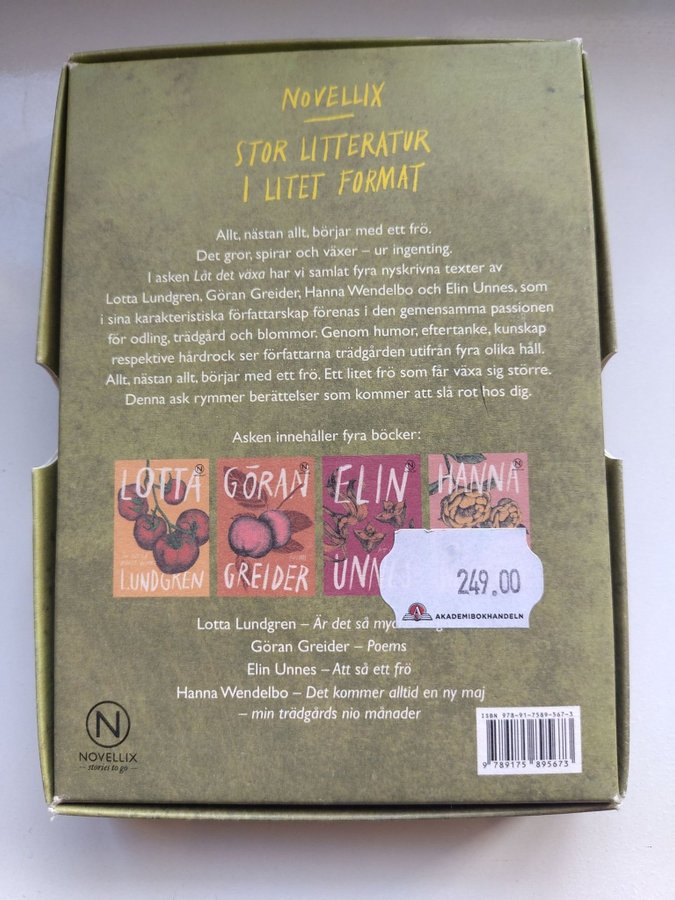 NOVELLIX
STOR LITTERATUR
I LITET FORMAT
Allt, nästan allt, börjar med ett frö.
Det gror, spirar och växer – ur ingenting.
I asken Låt det växa har vi samlat fyra nyskrivna texter av
Lotta Lundgren, Göran Greider, Hanna Wendelbo och Elin Unnes, som
i sina karakteristiska författarskap förenas i den gemensamma passionen
för odling, trädgård och blommor. Genom humor, eftertanke, kunskap
respektive hårdrock ser författarna trädgården utifrån fyra olika håll.
Allt, nästan allt, börjar med ett frö. Ett litet frö som får växa sig större.
Denna ask rymmer berättelser som kommer att slå rot hos dig.
Asken innehåller fyra böcker:
LOTTA
LUNDGREN
GÖRAN
GREIDER
ELIN
HANNA
249.00
AKADEMIBOKHANDELN
Lotta Lundgren – Är det så
Göran Greider – Poems
Elin Unnes – Att så ett frö
Hanna Wendelbo – Det kommer alltid en ny maj
– min trädgårds nio månader
N
NOVELLIX
– stories to go –
ISBN 978-91-7589-567-3
9 789175 895673